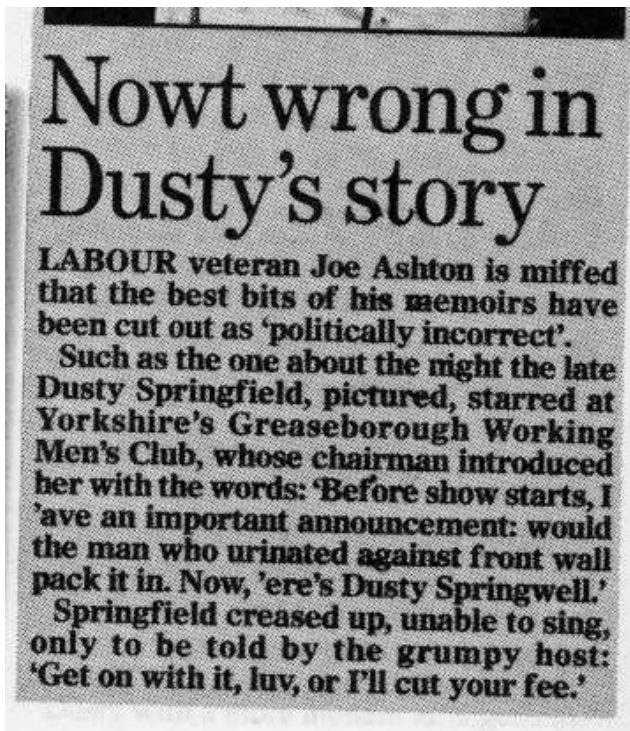 Nowt wrong in
Dusty's story
LABOUR veteran Joe Ashton is miffed
that the best bits of his memoirs have
been cut out as 'politically incorrect'.
Such as the one about the night the late
Dusty Springfield, pictured, starred at
Yorkshire's Greaseborough Working
Men's Club, whose chairman introduced
her with the words: 'Before show starts, I
'ave an important announcement: would
the man who urinated against front wall
pack it in. Now, 'ere's Dusty Springwell.'
Springfield creased up, unable to sing,
only to be told by the grumpy host:
'Get on with it, luv, or I'll cut your fee.'